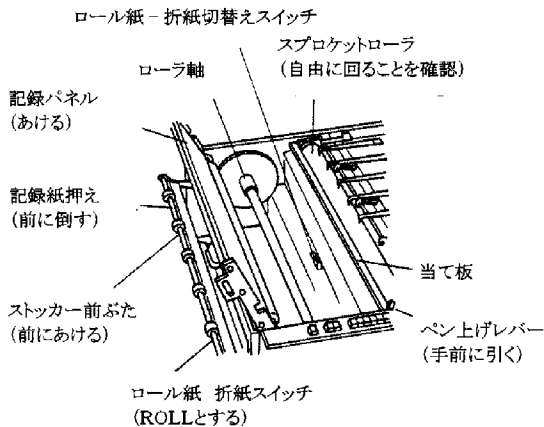 ロール紙－折紙切替えスイッチ
スプロケットローラ
(自由に回ることを確認)
ローラ軸
記録パネル
(あける)
記録紙押え
(前に倒す)
当て板
ストッカー前ぶた
(前にあける)
ペン上げレバー
(手前に引く)
ロール紙 折紙スイッチ
(ROLLとする)